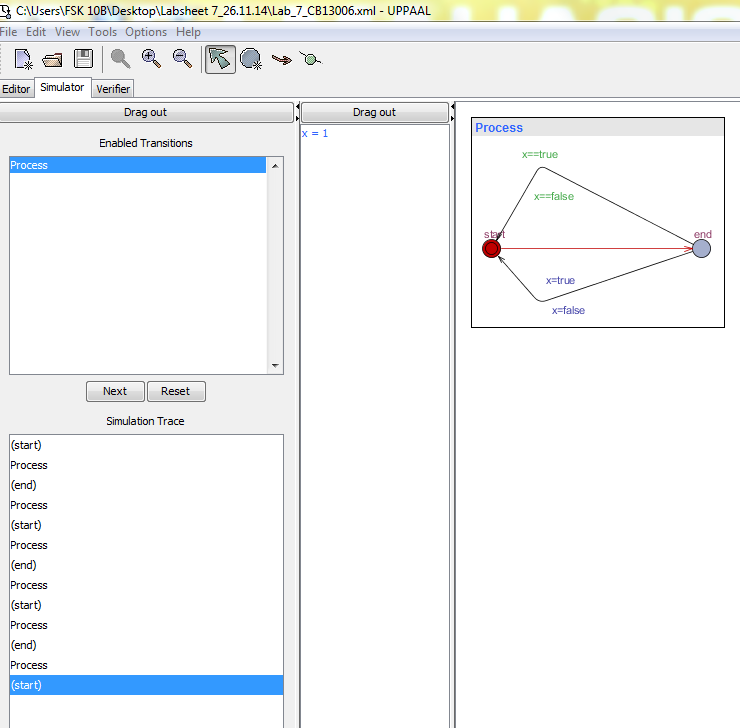 C:\Users\FSK 10B\Desktop\Labsheet 7_26.11.14\Lab_7_CB13006.xml - UPPAAL
File Edit View Tools Options Help
Editor Simulator Verifier
Drag out
Enabled Transitions
Process
Next Reset
Simulation Trace
(start)
Process
(end)
Process
(start)
Process
(end)
Process
(start)
Process
(end)
Process
(start)
Drag out
x = 1
Process
x==true
x==false
start
end
x=true
x=false